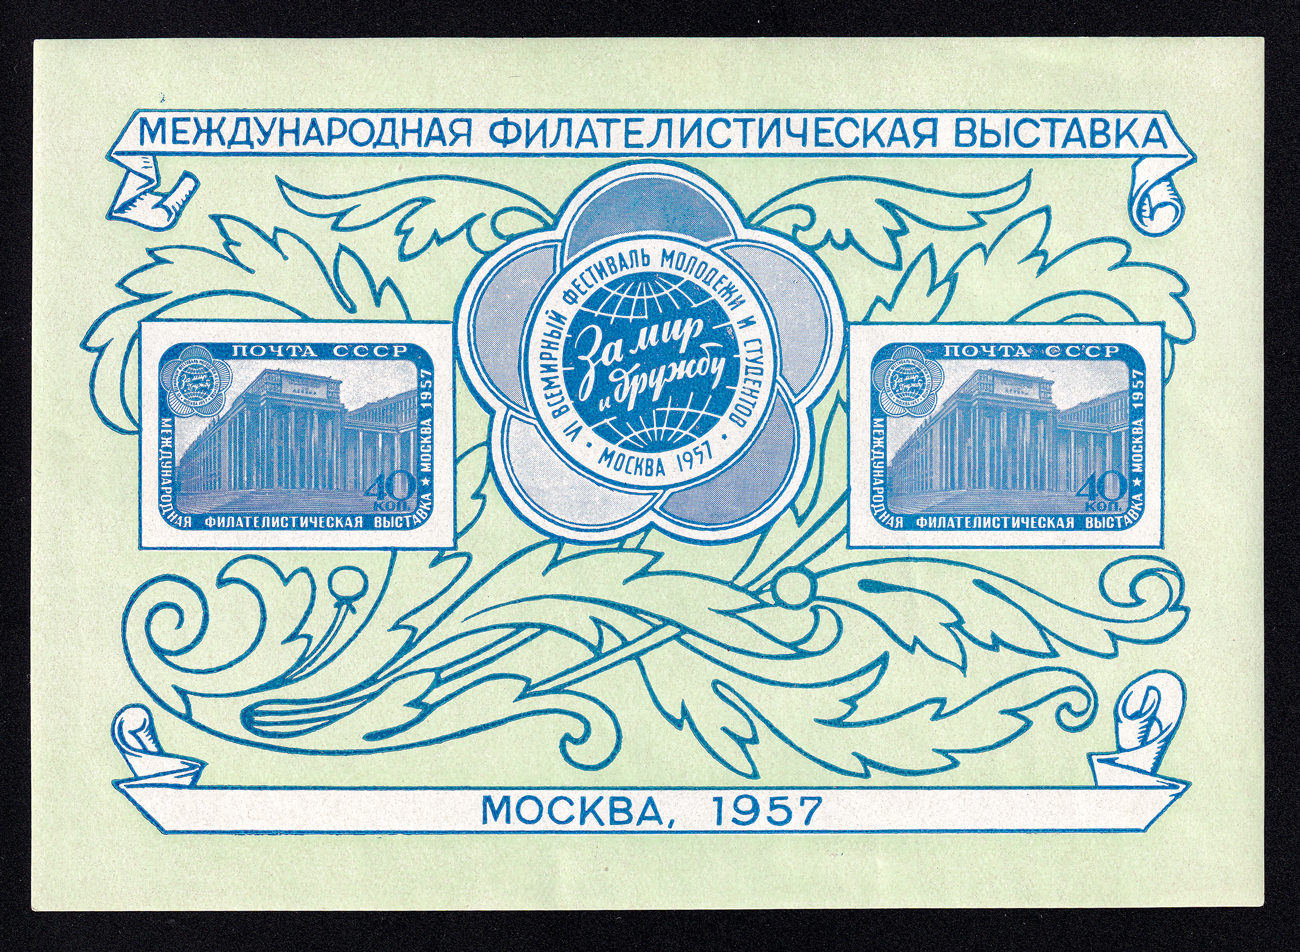 МЕЖДУНАРОДНАЯ ФИЛАТЕЛИСТИЧЕСКАЯ ВЫСТАВКА
VI ВСЕМИРНЫЙ ФЕСТИВАЛЬ МОЛОДЕЖИ И СТУДЕНТОВ
За мир
и дружбу
• МОСКВА 1957 •
ПОЧТА СССР
МЕЖДУНАРОДНАЯ ФИЛАТЕЛИСТИЧЕСКАЯ ВЫСТАВКА ★ МОСКВА 1957
40
КОП.
ПОЧТА СССР
МЕЖДУНАРОДНАЯ ФИЛАТЕЛИСТИЧЕСКАЯ ВЫСТАВКА ★ МОСКВА 1957
40
КОП.
МОСКВА, 1957